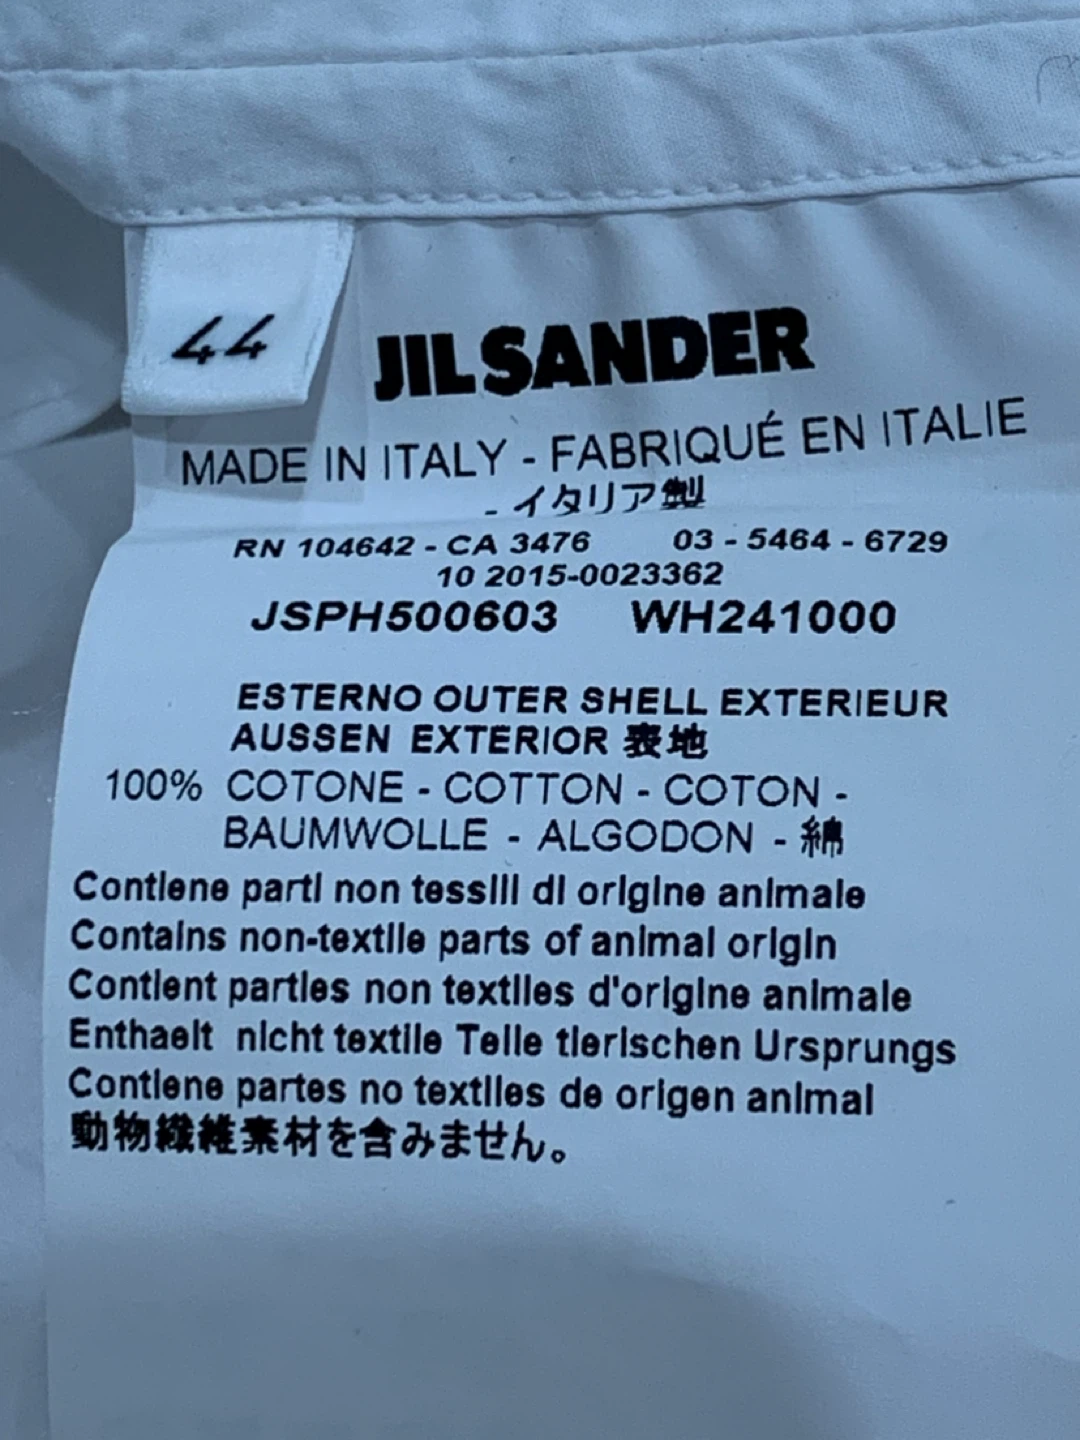 44
JIL SANDER
MADE IN ITALY - FABRIQUÉ EN ITALIE
- イタリア製
RN 104642 - CA 3476 03 - 5464 - 6729
10 2015-0023362
JSPH500603 WH241000
ESTERNO OUTER SHELL EXTERIEUR
AUSSEN EXTERIOR 表地
100% COTONE - COTTON - COTON -
BAUMWOLLE - ALGODON - 綿
Contiene parti non tessili di origine animale
Contains non-textile parts of animal origin
Contient parties non textiles d'origine animale
Enthaelt nicht textile Teile tierischen Ursprungs
Contiene partes no textiles de origen animal
動物繊維素材を含みません。